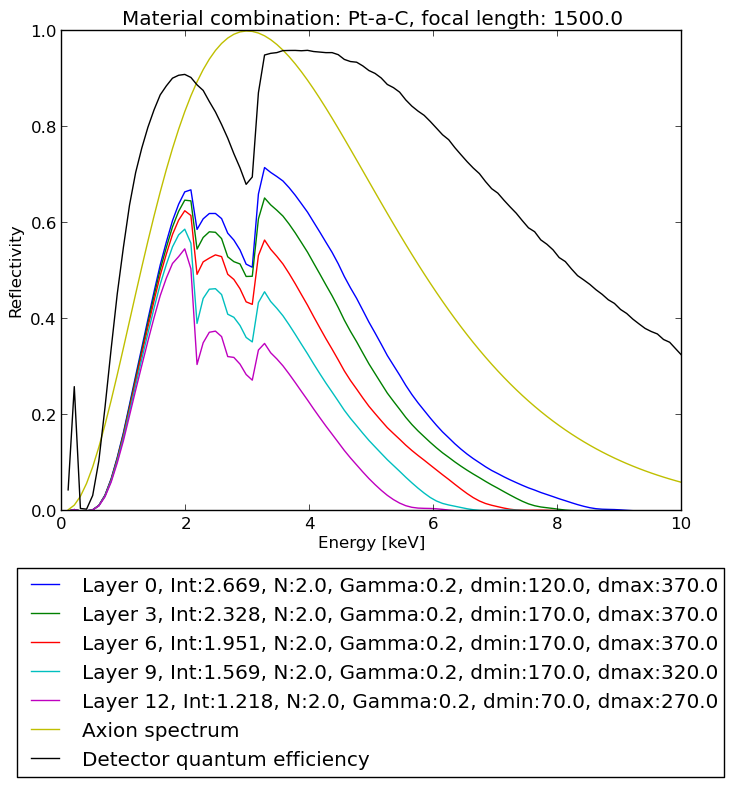 Material combination: Pt-a-C, focal length: 1500.0
1.0
0.8
0.6
0.4
0.2
0.0
Reflectivity
0 2 4 6 8 10
Energy [keV]
Layer 0, Int:2.669, N:2.0, Gamma:0.2, dmin:120.0, dmax:370.0
Layer 3, Int:2.328, N:2.0, Gamma:0.2, dmin:170.0, dmax:370.0
Layer 6, Int:1.951, N:2.0, Gamma:0.2, dmin:170.0, dmax:370.0
Layer 9, Int:1.569, N:2.0, Gamma:0.2, dmin:170.0, dmax:320.0
Layer 12, Int:1.218, N:2.0, Gamma:0.2, dmin:70.0, dmax:270.0
Axion spectrum
Detector quantum efficiency